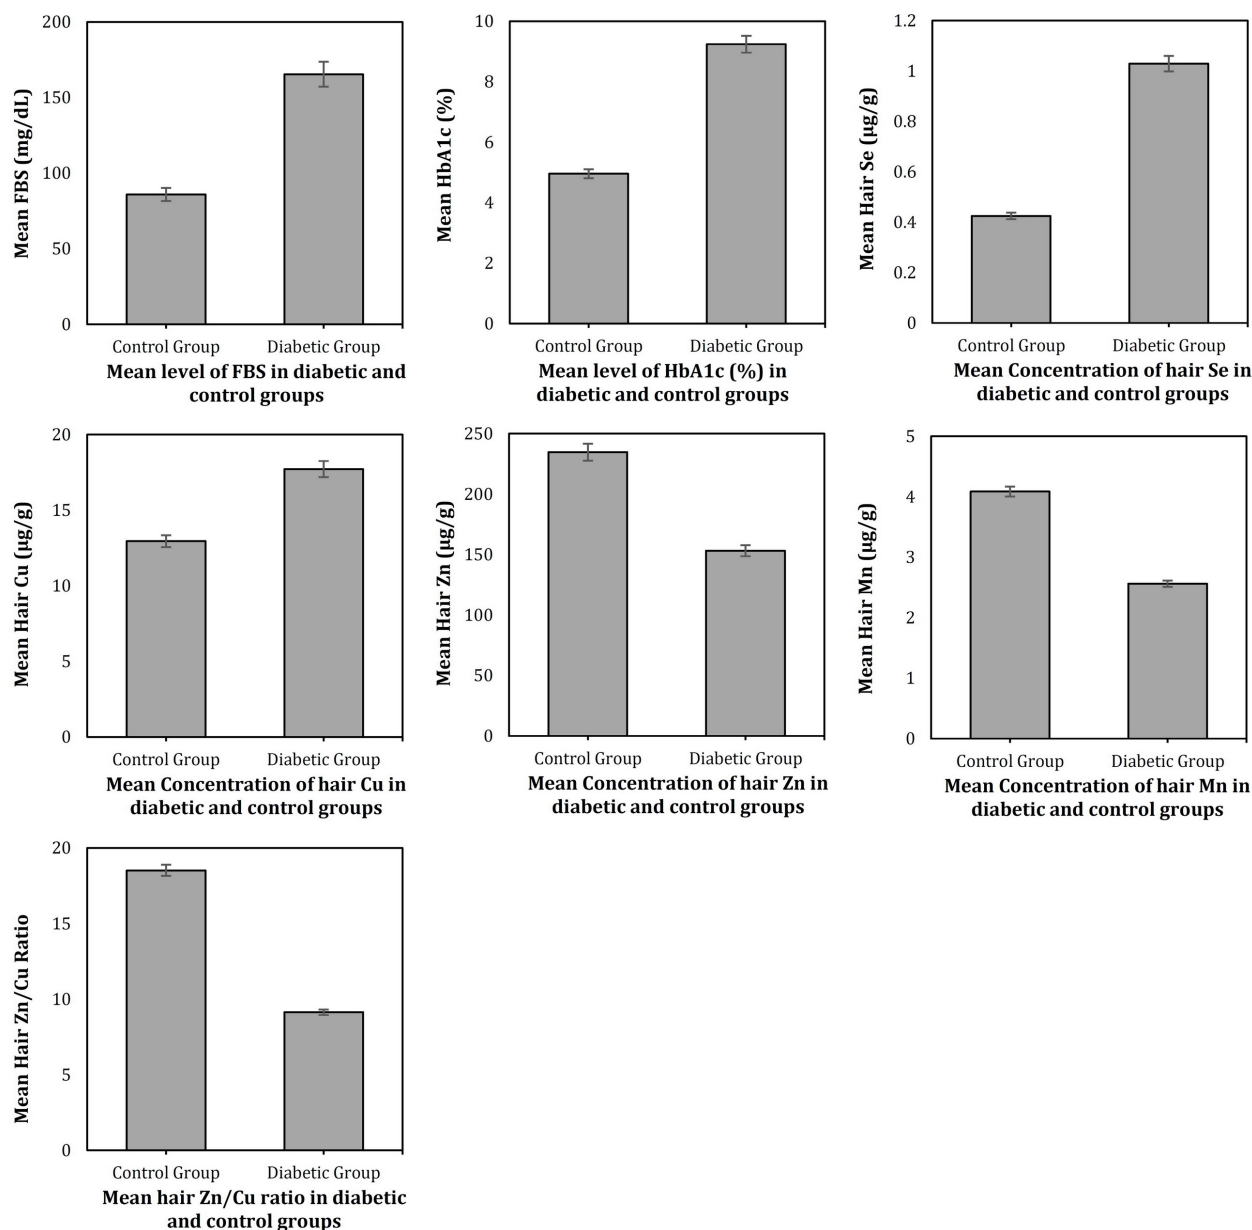 Mean FBS (mg/dL)
200
150
100
50
0
Control Group
Diabetic Group
Mean level of FBS in diabetic and
control groups
Mean HbA1c (%)
10
8
6
4
2
0
Control Group
Diabetic Group
Mean level of HbA1c (%) in
diabetic and control groups
Mean Hair Se (µg/g)
1.2
1
0.8
0.6
0.4
0.2
0
Control Group
Diabetic Group
Mean Concentration of hair Se in
diabetic and control groups
Mean Hair Cu (µg/g)
20
15
10
5
0
Control Group
Diabetic Group
Mean Concentration of hair Cu in
diabetic and control groups
Mean Hair Zn (µg/g)
250
200
150
100
50
0
Control Group
Diabetic Group
Mean Concentration of hair Zn in
diabetic and control groups
Mean Hair Mn (µg/g)
5
4
3
2
1
0
Control Group
Diabetic Group
Mean Concentration of hair Mn in
diabetic and control groups
Mean Hair Zn/Cu Ratio
20
15
10
5
0
Control Group
Diabetic Group
Mean hair Zn/Cu ratio in diabetic
and control groups